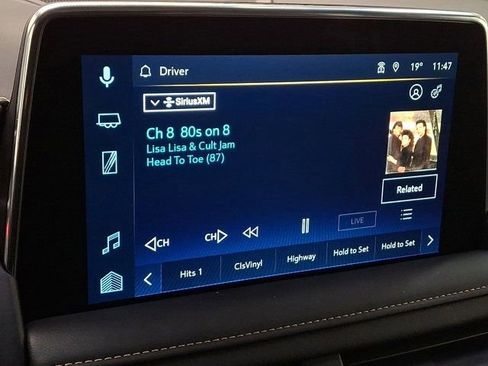 Driver
19° 11:47
SiriusXM
Ch 8 80s on 8
Lisa Lisa & Cult Jam
Head To Toe (87)
Related
CH
CH
LIVE
Hits 1
ClsVinyl
Highway
Hold to Set
Hold to Set